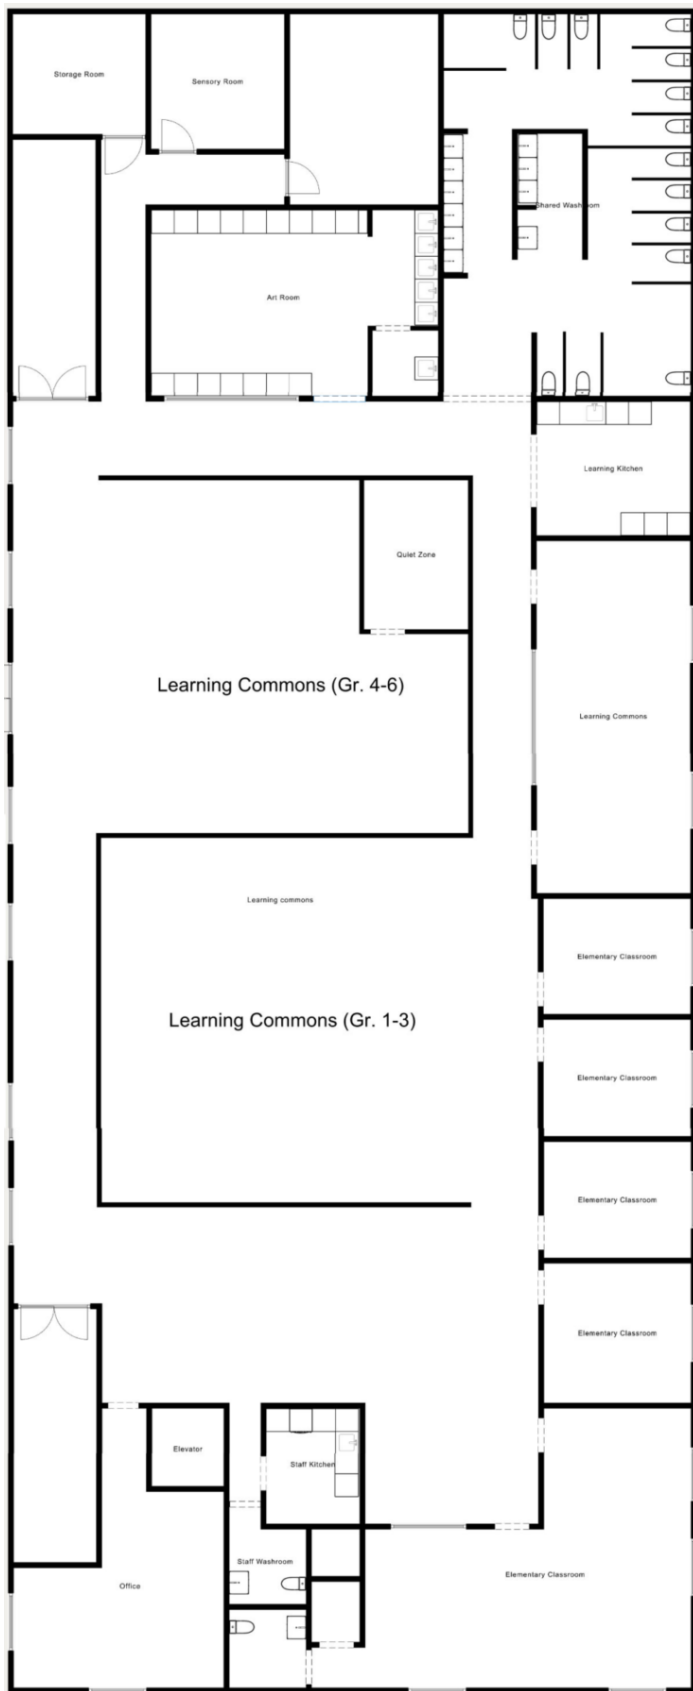 Storage Room
Sensory Room
Shared Washroom
Art Room
Learning Kitchen
Quiet Zone
Learning Commons (Gr. 4-6)
Learning Commons
Learning commons
Elementary Classroom
Learning Commons (Gr. 1-3)
Elementary Classroom
Elementary Classroom
Elementary Classroom
Elevator
Staff Kitchen
Staff Washroom
Elementary Classroom
Office